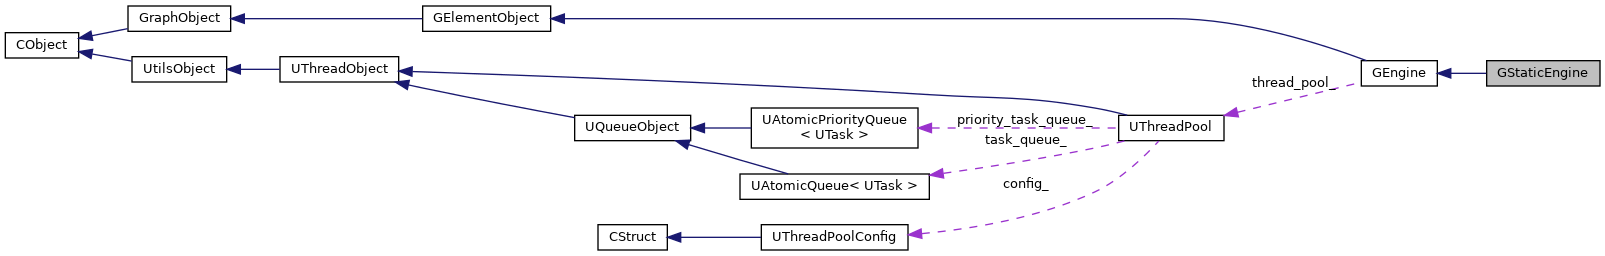 GraphObject
GElementObject
CObject
UtilsObject
UThreadObject
GEngine
GStaticEngine
thread_pool_
UQueueObject
UAtomicPriorityQueue
< UTask >
priority_task_queue_
UThreadPool
task_queue_
UAtomicQueue< UTask >
config_
CStruct
UThreadPoolConfig